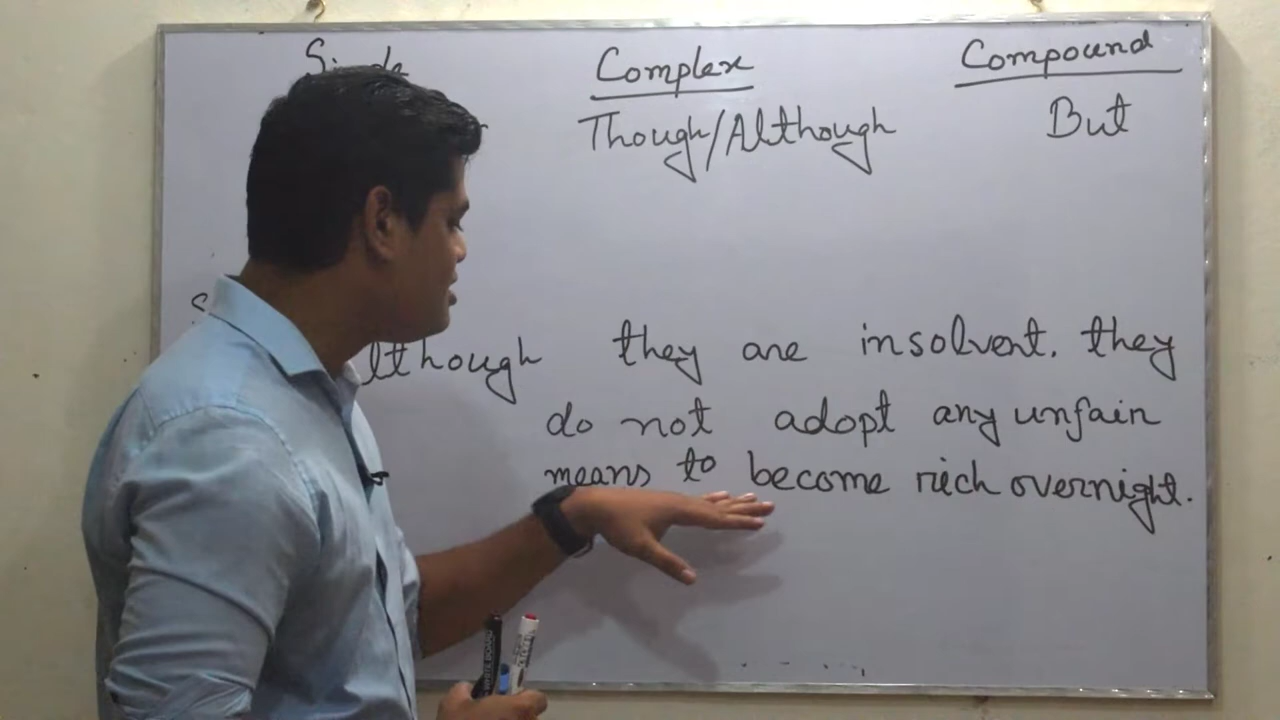 Complex Compound
Though/Although But
Although they are insolvent. they
do not adopt any unfair
means to become rich overnight.